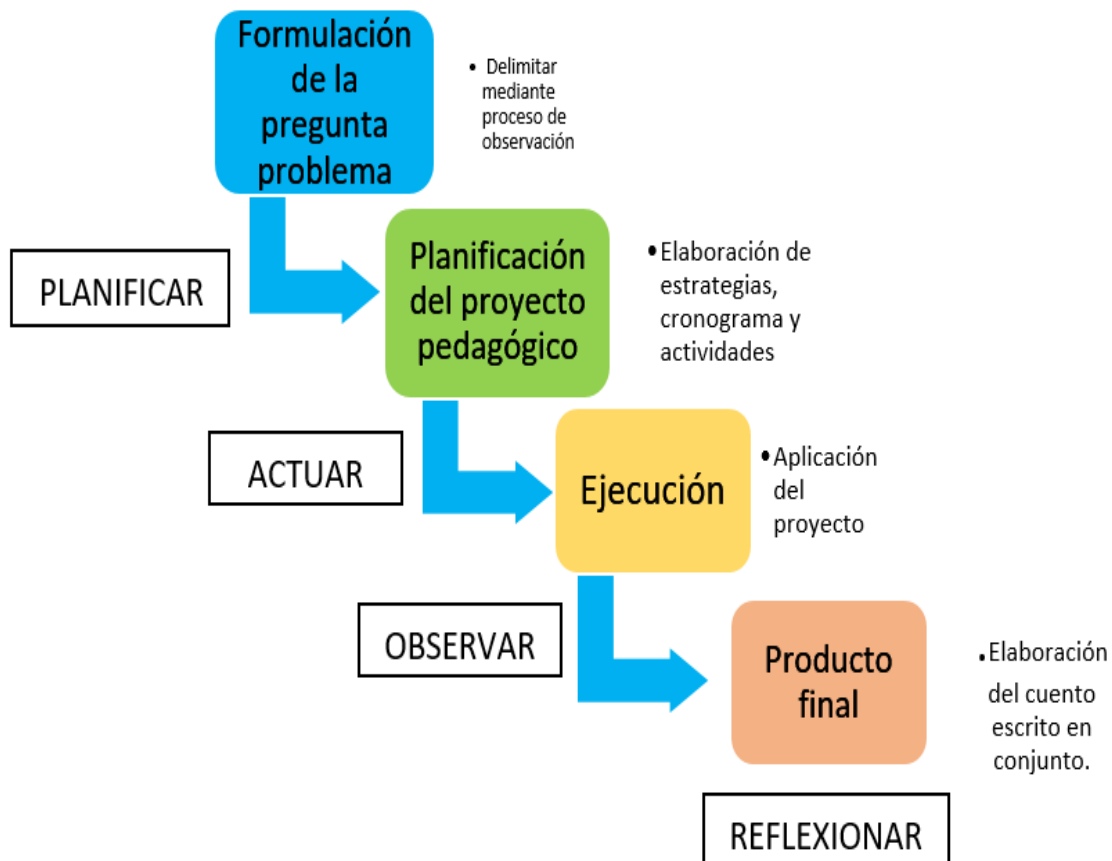 Formulación
de la
pregunta
problema
• Delimitar
mediante
proceso de
observación
PLANIFICAR
Planificación
del proyecto
pedagógico
•Elaboración de
estrategias,
cronograma y
actividades
ACTUAR
Ejecución
•Aplicación
del
proyecto
OBSERVAR
Producto
final
.Elaboración
del cuento
escrito en
conjunto.
REFLEXIONAR